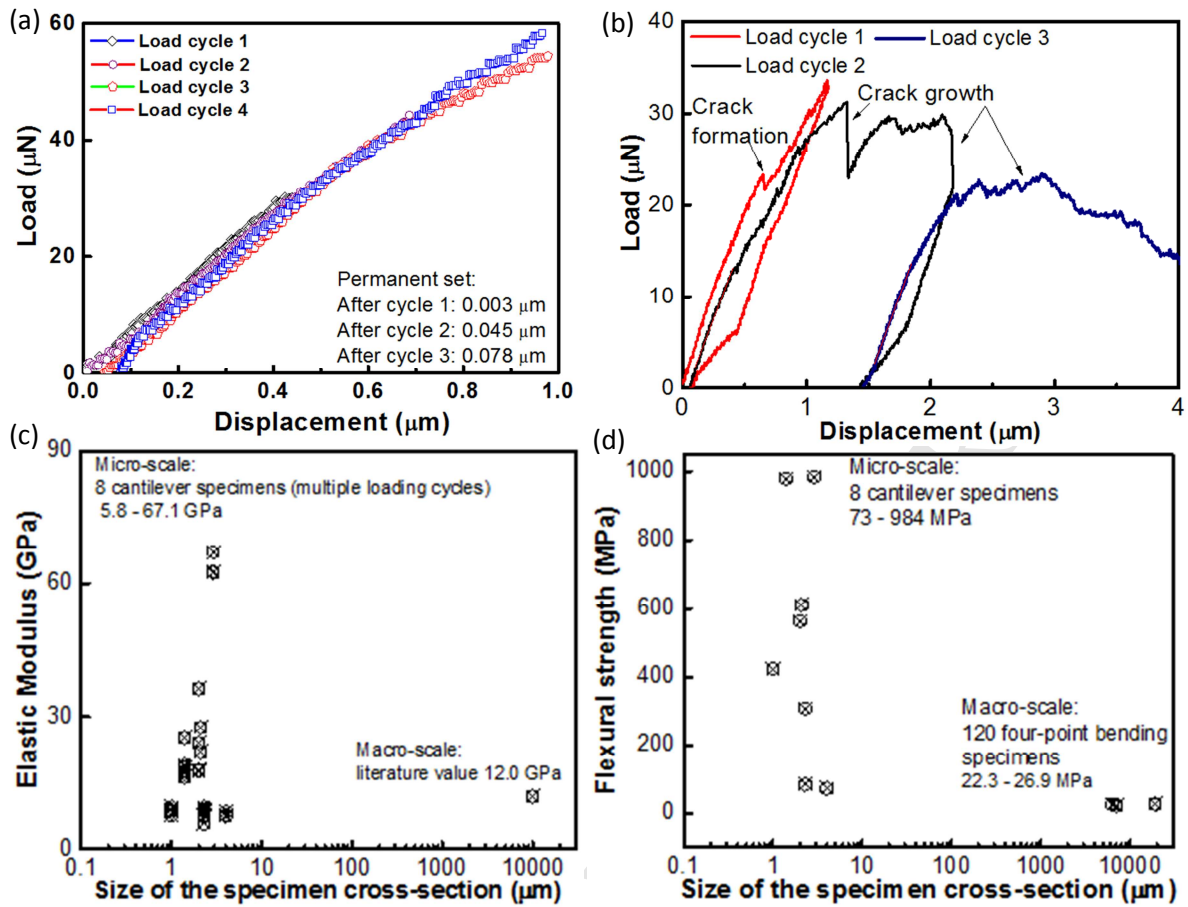 (a)
60
40
20
0
Load (μN)
Load cycle 1
Load cycle 2
Load cycle 3
Load cycle 4
Permanent set:
After cycle 1: 0.003 μm
After cycle 2: 0.045 μm
After cycle 3: 0.078 μm
0.0 0.2 0.4 0.6 0.8 1.0
Displacement (μm)
(b)
40
30
20
10
0
Load (μN)
Load cycle 1 Load cycle 3
Load cycle 2
Crack growth
Crack
formation
0 1 2 3 4
Displacement (μm)
(c)
90
60
30
0
Elastic Modulus (GPa)
Micro-scale:
8 cantilever specimens (multiple loading cycles)
5.8 - 67.1 GPa
Macro-scale:
literature value 12.0 GPa
0.1 1 10 100 1000 10000
Size of the specimen cross-section (μm)
(d)
1000
800
600
400
200
0
Flexural strength (MPa)
Micro-scale:
8 cantilever specimens
73 - 984 MPa
Macro-scale:
120 four-point bending
specimens
22.3 - 26.9 MPa
0.1 1 10 100 1000 10000
Size of the specimen cross-section (μm)